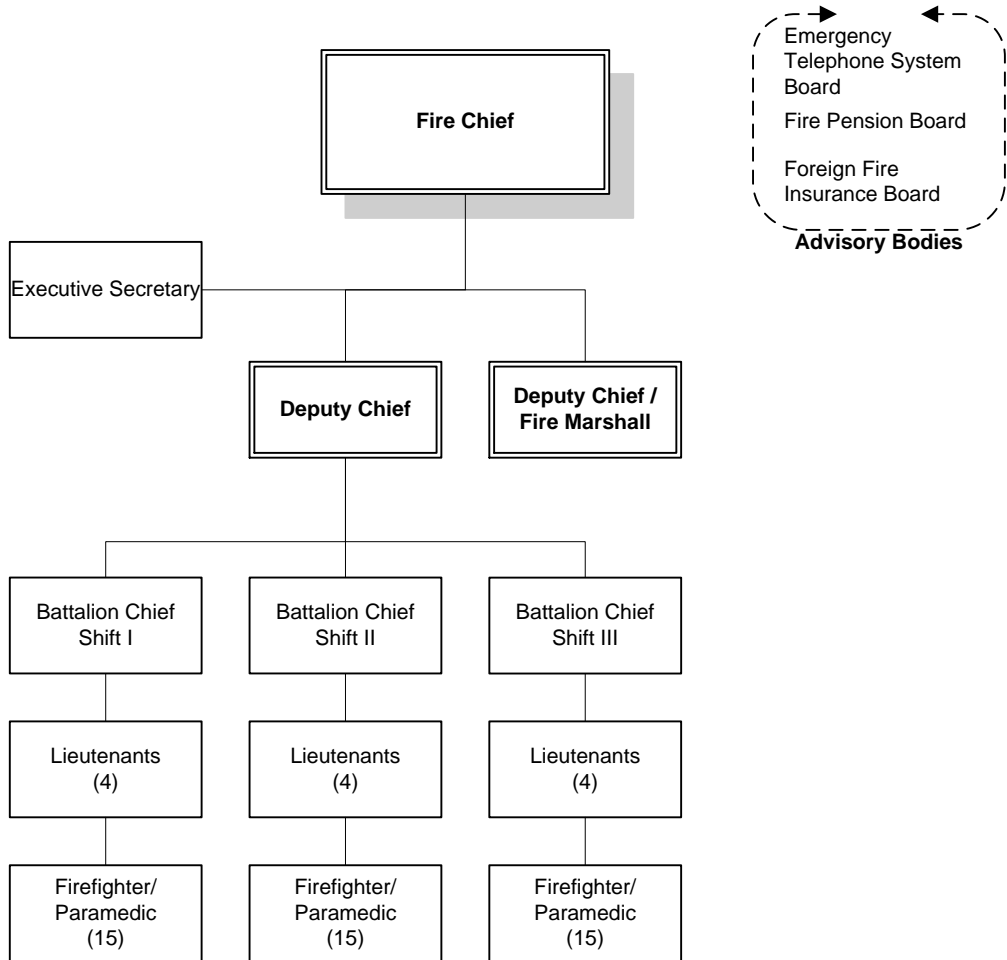 Fire Chief
Emergency
Telephone System
Board
Fire Pension Board
Foreign Fire
Insurance Board
Advisory Bodies
Executive Secretary
Deputy Chief
Deputy Chief /
Fire Marshall
Battalion Chief
Shift I
Battalion Chief
Shift II
Battalion Chief
Shift III
Lieutenants
(4)
Lieutenants
(4)
Lieutenants
(4)
Firefighter/
Paramedic
(15)
Firefighter/
Paramedic
(15)
Firefighter/
Paramedic
(15)